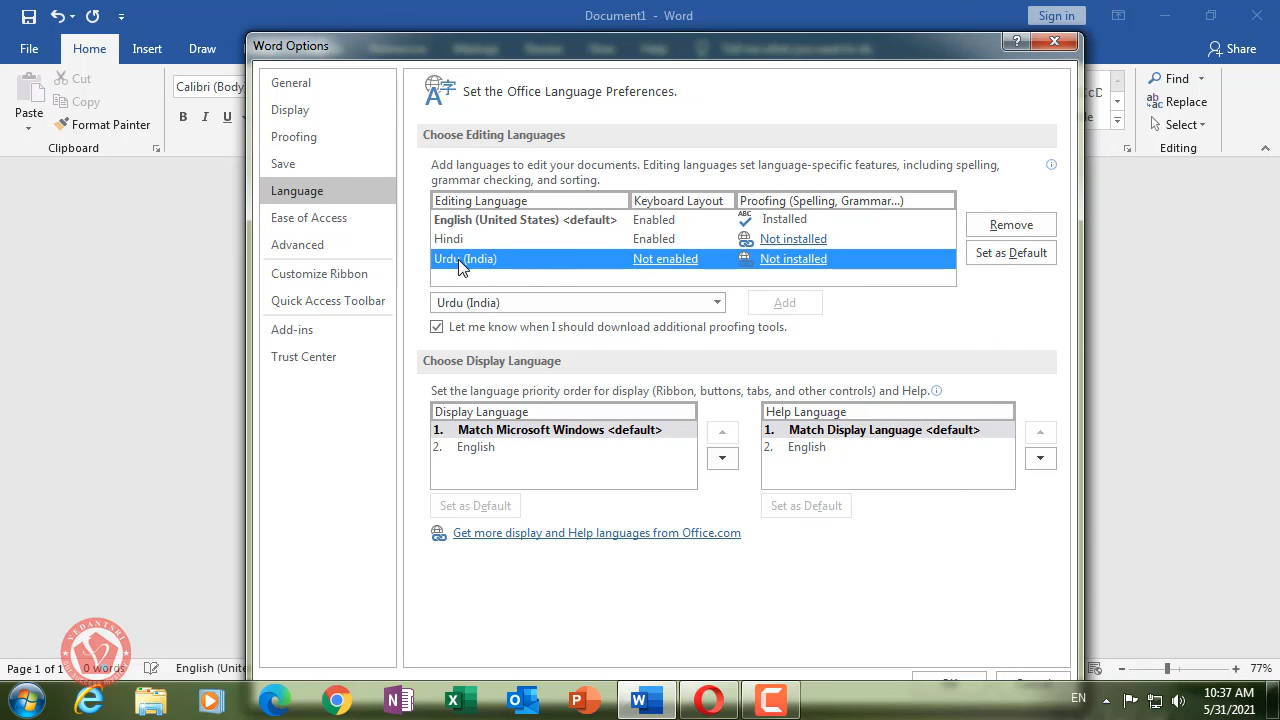 Document1 - Word
Sign in
File
Home
Insert
Draw
Share
Word Options
Paste
Cut
Copy
Format Painter
Clipboard
Calibri (Body)
B I U
Find
Replace
Select
Editing
General
Display
Proofing
Save
Language
Ease of Access
Advanced
Customize Ribbon
Quick Access Toolbar
Add-ins
Trust Center
Set the Office Language Preferences.
Choose Editing Languages
Add languages to edit your documents. Editing languages set language-specific features, including spelling,
grammar checking, and sorting.
Editing Language Keyboard Layout Proofing (Spelling, Grammar...)
English (United States) <default> Enabled Installed
Hindi Enabled Not installed
Urdu (India) Not enabled Not installed
Remove
Set as Default
Urdu (India) Add
Let me know when I should download additional proofing tools.
Choose Display Language
Set the language priority order for display (Ribbon, buttons, tabs, and other controls) and Help.
Display Language
1. Match Microsoft Windows <default>
2. English
Set as Default
Help Language
1. Match Display Language <default>
2. English
Set as Default
Get more display and Help languages from Office.com
VEDANTSRI
Page 1 of 1 0 words English (Unite
77%
EN
10:37 AM
5/31/2021